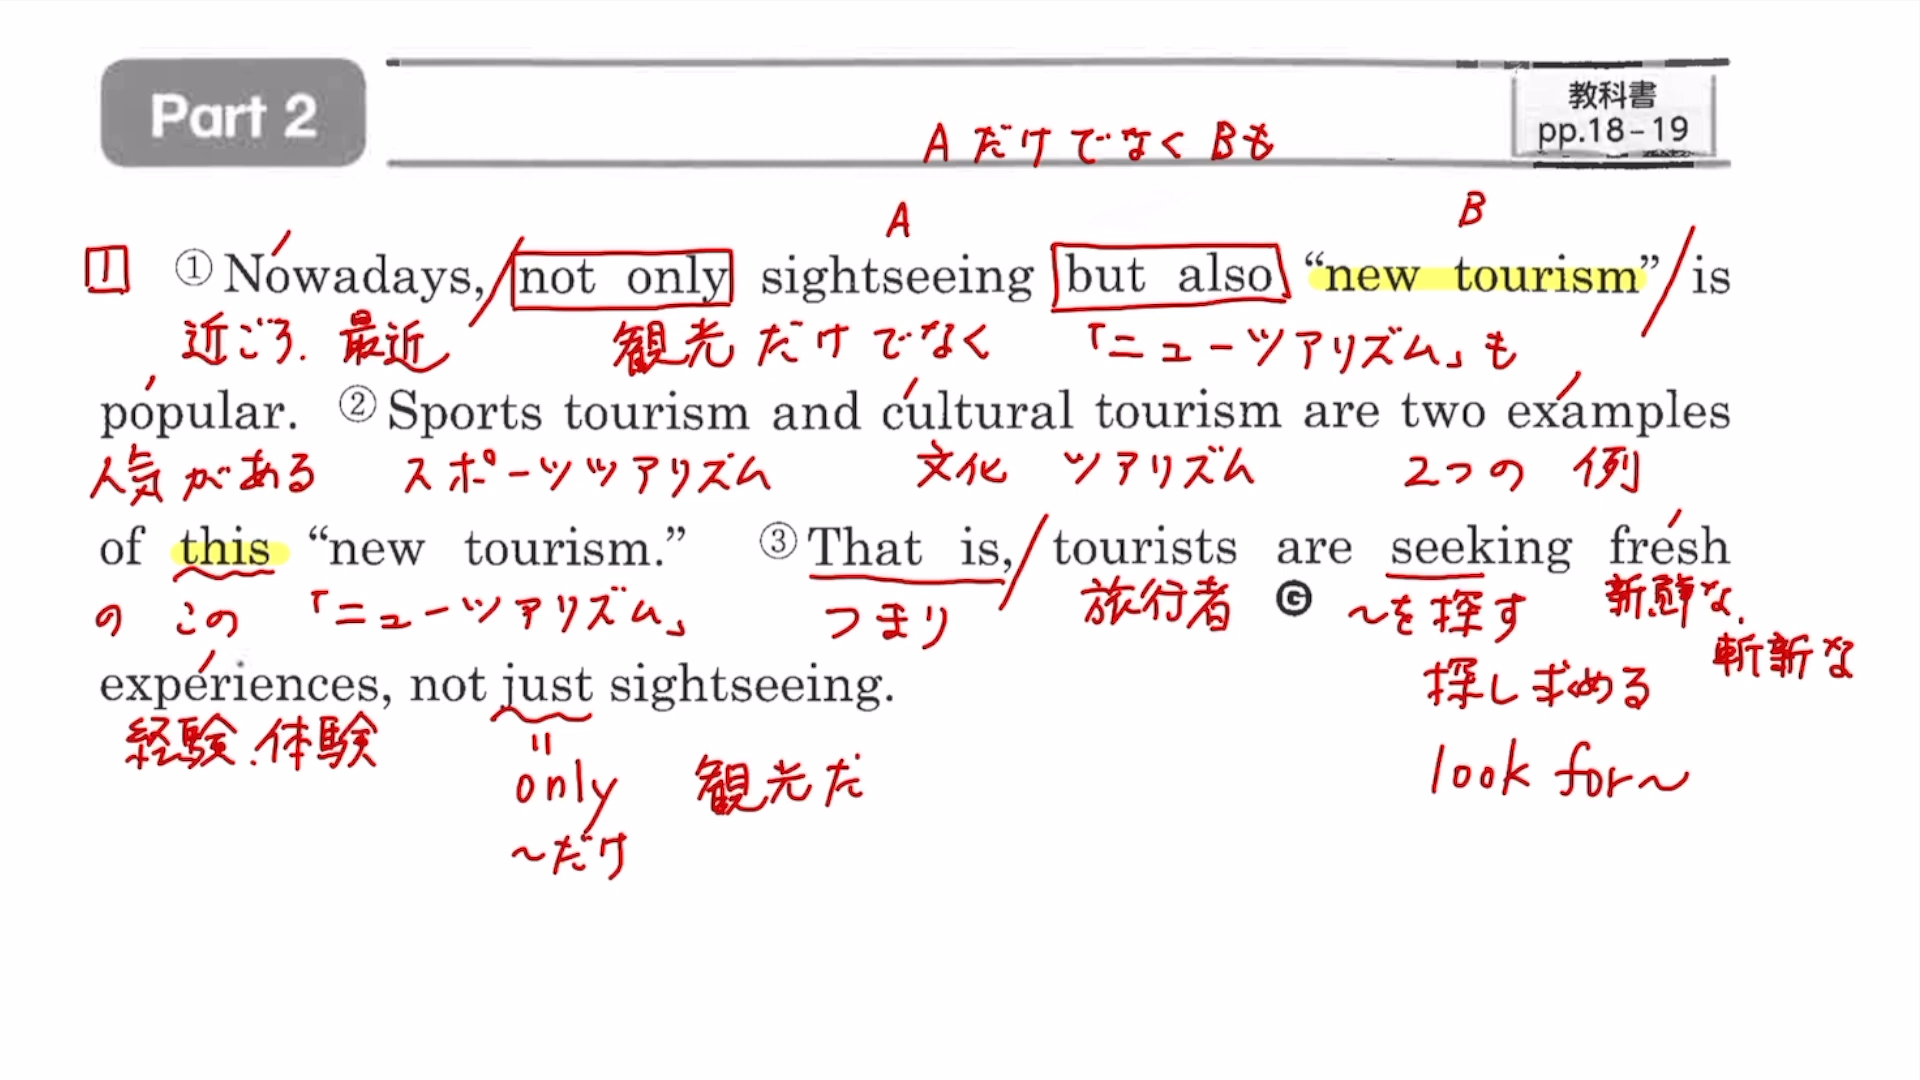 Part 2
教科書
pp.18-19
AだけでなくBも
A B
1 ①Nowadays, not only sightseeing but also “new tourism” is
近ごろ.最近 観光だけでなく 「ニューツアリズム」も
popular. ②Sports tourism and cultural tourism are two examples
人気がある スポーツツアリズム 文化 ツアリズム 2つの 例
of this “new tourism.” ③That is, tourists are seeking fresh
の この 「ニューツアリズム」 つまり 旅行者 G ～を探す 新鮮な.
斬新な
探し求める
experiences, not just sightseeing.
経験.体験
look for～
only 観光だ
～だけ